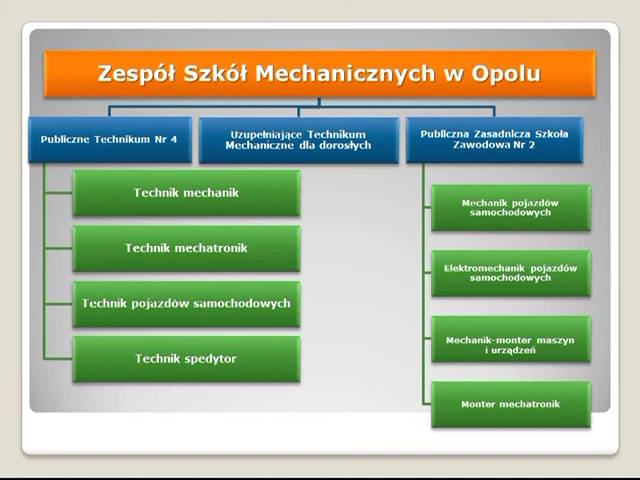 Zespół Szkół Mechanicznych w Opolu
Publiczne Technikum Nr 4
Uzupełniające Technikum
Mechaniczne dla dorosłych
Publiczna Zasadnicza Szkoła
Zawodowa Nr 2
Technik mechanik
Technik mechatronik
Technik pojazdów samochodowych
Technik spedytor
Mechanik pojazdów
samochodowych
Elektromechanik pojazdów
samochodowych
Mechanik-monter maszyn
i urządzeń
Monter mechatronik